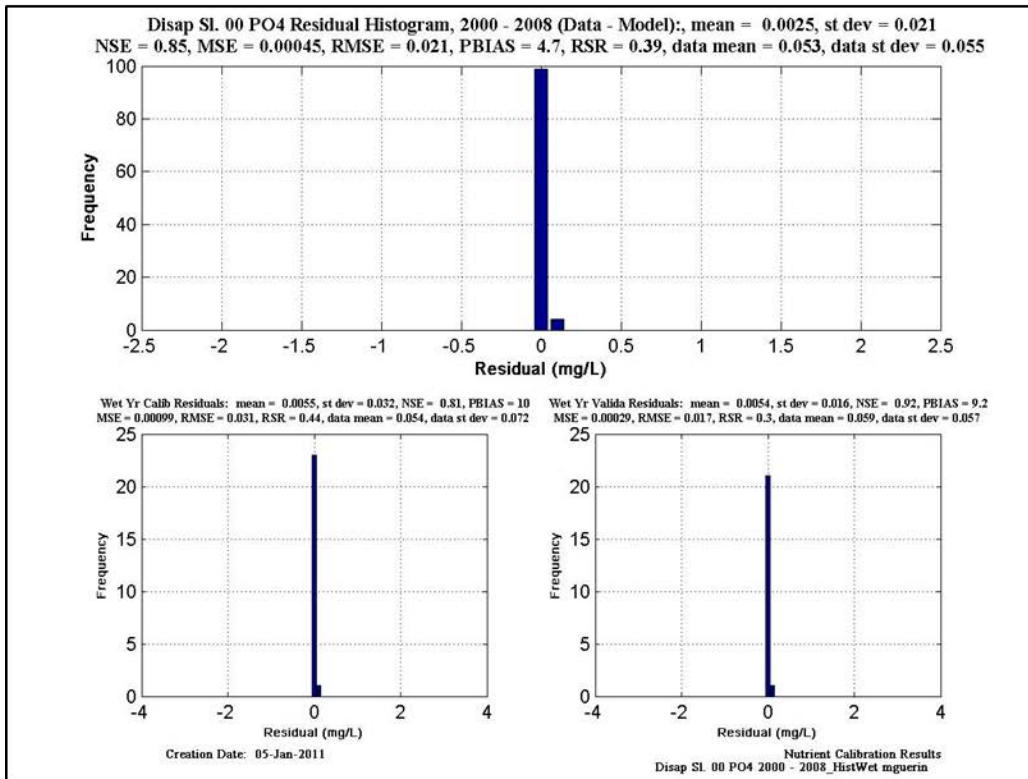 Disap Sl. 00 PO4 Residual Histogram, 2000 - 2008 (Data - Model):, mean = 0.0025, st dev = 0.021
NSE = 0.85, MSE = 0.00045, RMSE = 0.021, PBIAS = 4.7, RSR = 0.39, data mean = 0.053, data st dev = 0.055
100
80
60
40
20
0
Frequency
-2.5 -2 -1.5 -1 -0.5 0 0.5 1 1.5 2 2.5
Residual (mg/L)
Wet Yr Calib Residuals: mean = 0.0055, st dev = 0.032, NSE = 0.81, PBIAS = 10
MSE = 0.00099, RMSE = 0.031, RSR = 0.44, data mean = 0.054, data st dev = 0.072
25
20
15
10
5
0
Frequency
-4 -2 0 2 4
Residual (mg/L)
Wet Yr Valida Residuals: mean = 0.0054, st dev = 0.016, NSE = 0.92, PBIAS = 9.2
MSE = 0.00029, RMSE = 0.017, RSR = 0.3, data mean = 0.059, data st dev = 0.057
25
20
15
10
5
0
Frequency
-4 -2 0 2 4
Residual (mg/L)
Creation Date: 05-Jan-2011
Nutrient Calibration Results
Disap Sl. 00 PO4 2000 - 2008_HistWet mguerin